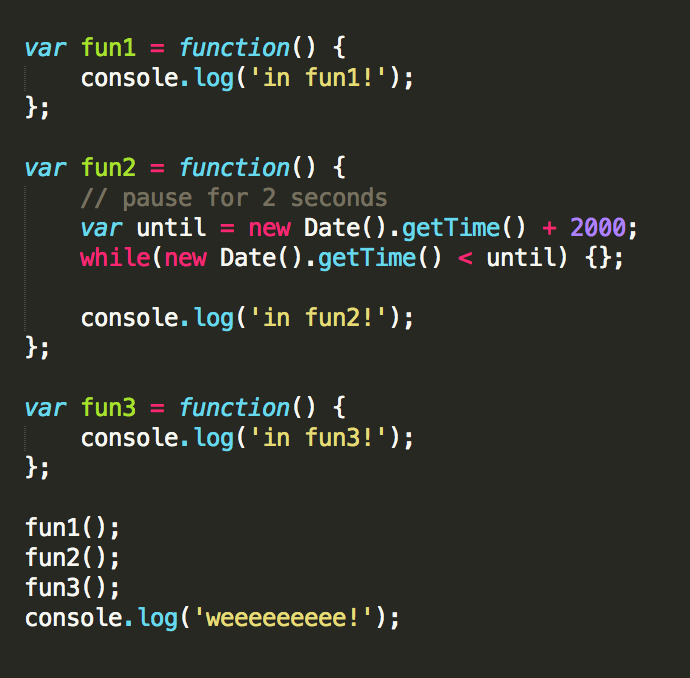 var fun1 = function() {
    console.log('in fun1!');
};

var fun2 = function() {
    // pause for 2 seconds
    var until = new Date().getTime() + 2000;
    while(new Date().getTime() < until) {};

    console.log('in fun2!');
};

var fun3 = function() {
    console.log('in fun3!');
};

fun1();
fun2();
fun3();
console.log('weeeeeeeee!');